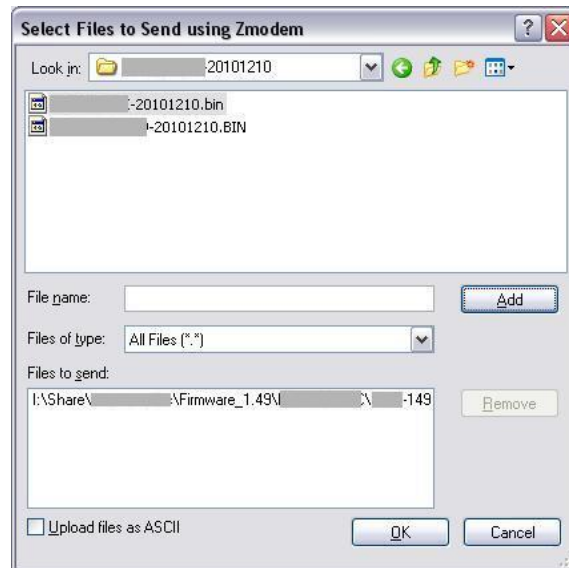 Select Files to Send using Zmodem
Look in: -20101210
-20101210.bin
-20101210.BIN
File name:
Add
Files of type: All Files (*.*)
Files to send:
I:\Share\ :\Firmware_1.49\ \ -149
Remove
Upload files as ASCII
OK
Cancel